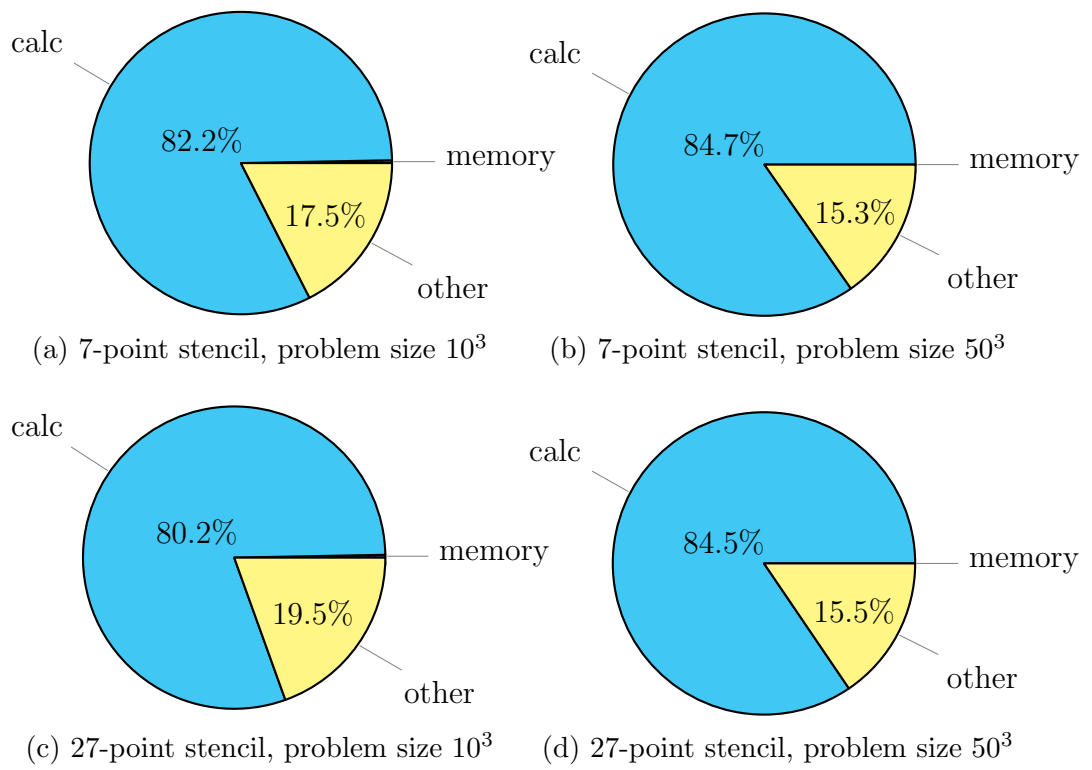 calc
82.2%
memory
17.5%
other
(a) 7-point stencil, problem size 10³
calc
84.7%
memory
15.3%
other
(b) 7-point stencil, problem size 50³
calc
80.2%
memory
19.5%
other
(c) 27-point stencil, problem size 10³
calc
84.5%
memory
15.5%
other
(d) 27-point stencil, problem size 50³